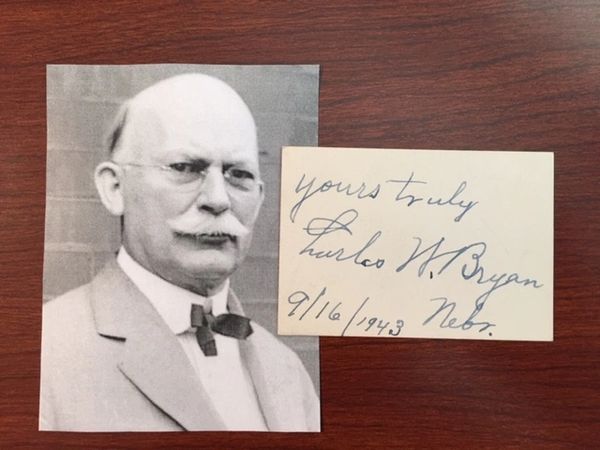 yours truly
Charles W. Bryan
9/16/1943 Nebr.